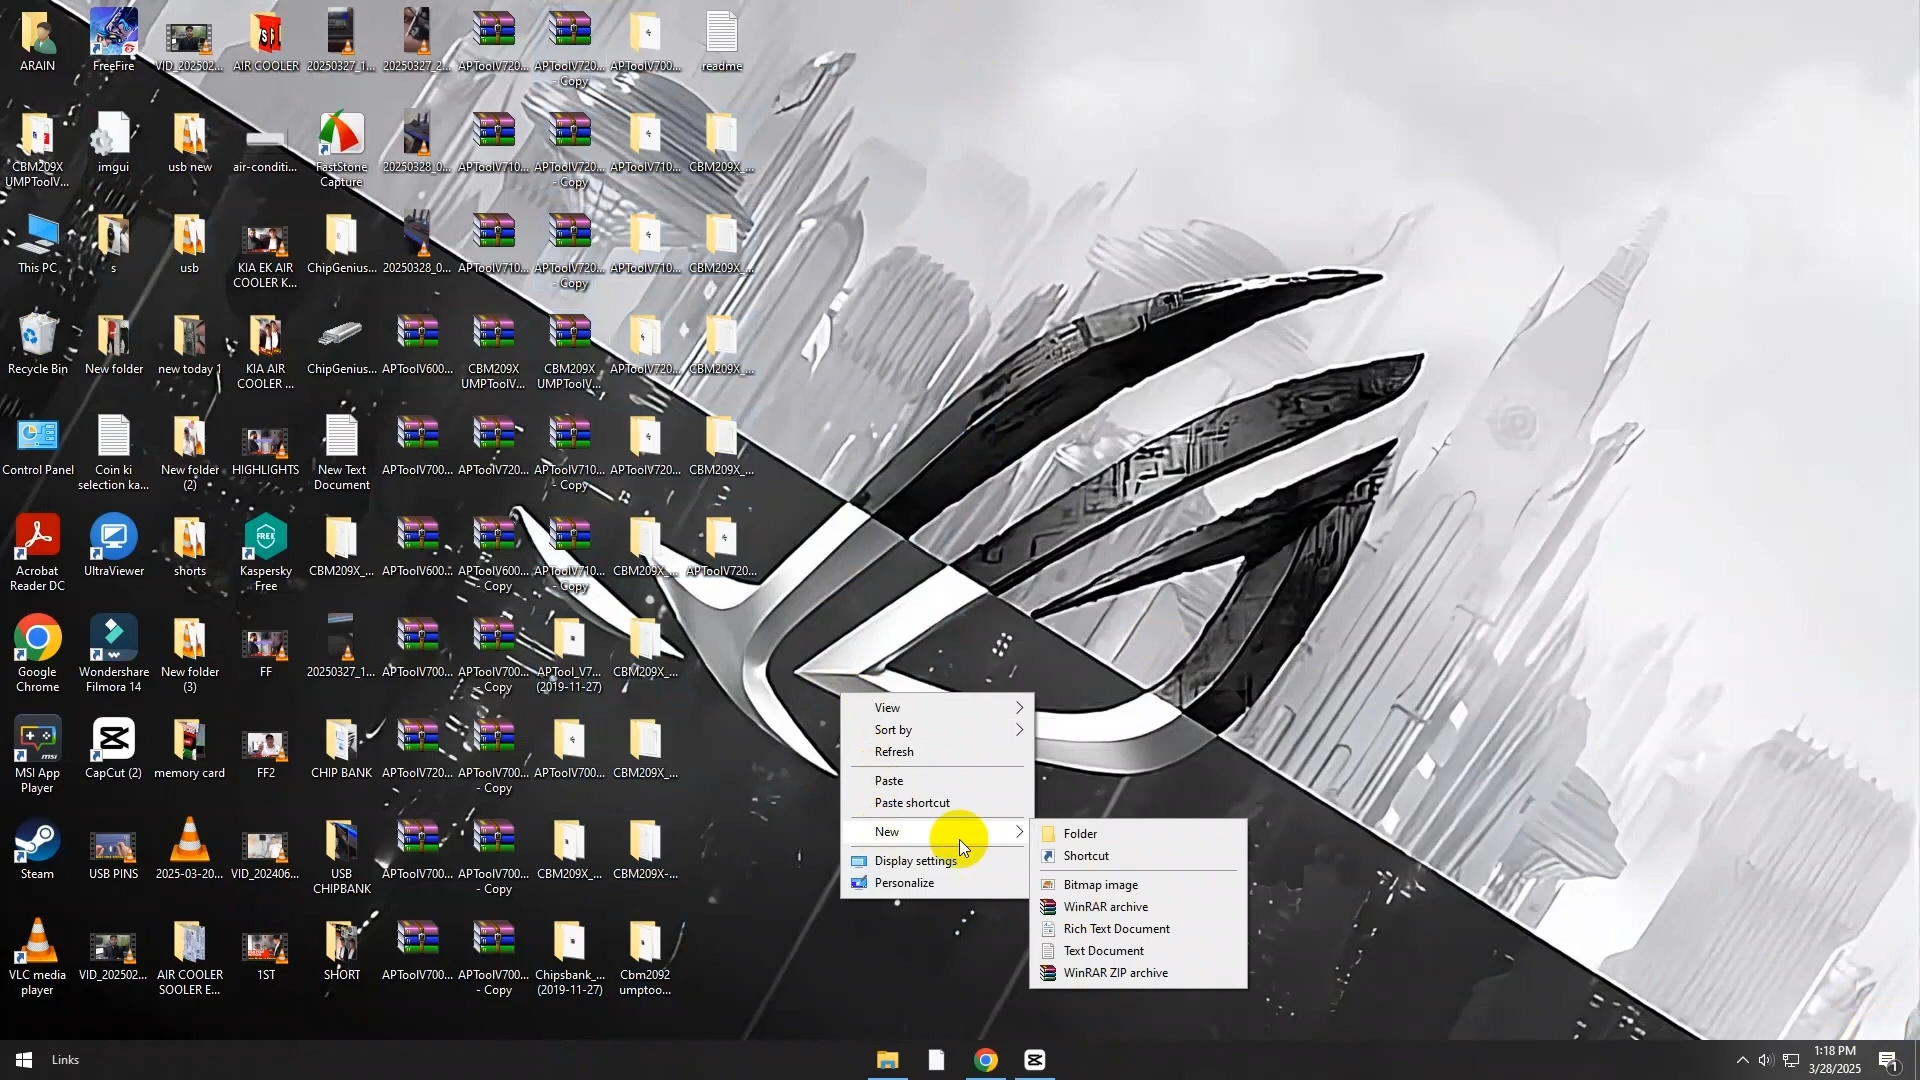 ARAIN
FreeFire
VID_202502...
AIR COOLER
20250327_1...
20250327_2...
APToolV720...
APToolV720...
- Copy
APToolV700...
readme
CBM209X
UMPToolV...
imgui
usb new
air-conditi...
FastStone
Capture
20250328_0...
APToolV710...
APToolV720...
- Copy
APToolV710...
CBM209X_...
This PC
s
usb
KIA EK AIR
COOLER K...
ChipGenius...
20250328_0...
APToolV710...
APToolV720...
- Copy
APToolV710...
CBM209X_...
Recycle Bin
New folder
new today 1
KIA AIR
COOLER ...
ChipGenius...
APToolV600...
CBM209X
UMPToolV...
CBM209X
UMPToolV...
APToolV720...
CBM209X_...
Control Panel
Coin ki
selection ka...
New folder
(2)
HIGHLIGHTS
New Text
Document
APToolV700...
APToolV720...
APToolV710...
- Copy
APToolV720...
CBM209X_...
Acrobat
Reader DC
UltraViewer
shorts
FREE
Kaspersky
Free
CBM209X_...
APToolV600...
APToolV600...
- Copy
APToolV710...
- Copy
CBM209X_...
APToolV720...
Google
Chrome
Wondershare
Filmora 14
New folder
(3)
FF
20250327_1...
APToolV700...
APToolV700...
- Copy
APTool_V7...
(2019-11-27)
CBM209X_...
msi
MSI App
Player
CapCut (2)
memory card
FF2
CHIP BANK
APToolV720...
APToolV700...
- Copy
APToolV700...
CBM209X_...
Steam
USB PINS
2025-03-20...
VID_202406...
USB
CHIPBANK
APToolV700...
APToolV700...
- Copy
CBM209X_...
CBM209X-...
VLC media
player
VID_202502...
AIR COOLER
SOOLER E...
1ST
SHORT
APToolV700...
APToolV700...
- Copy
Chipsbank_...
(2019-11-27)
Cbm2092
umptoo...
View
Sort by
Refresh
Paste
Paste shortcut
New
Display settings
Personalize
Folder
Shortcut
Bitmap image
WinRAR archive
Rich Text Document
Text Document
WinRAR ZIP archive
Links
1:18 PM
3/28/2025
1